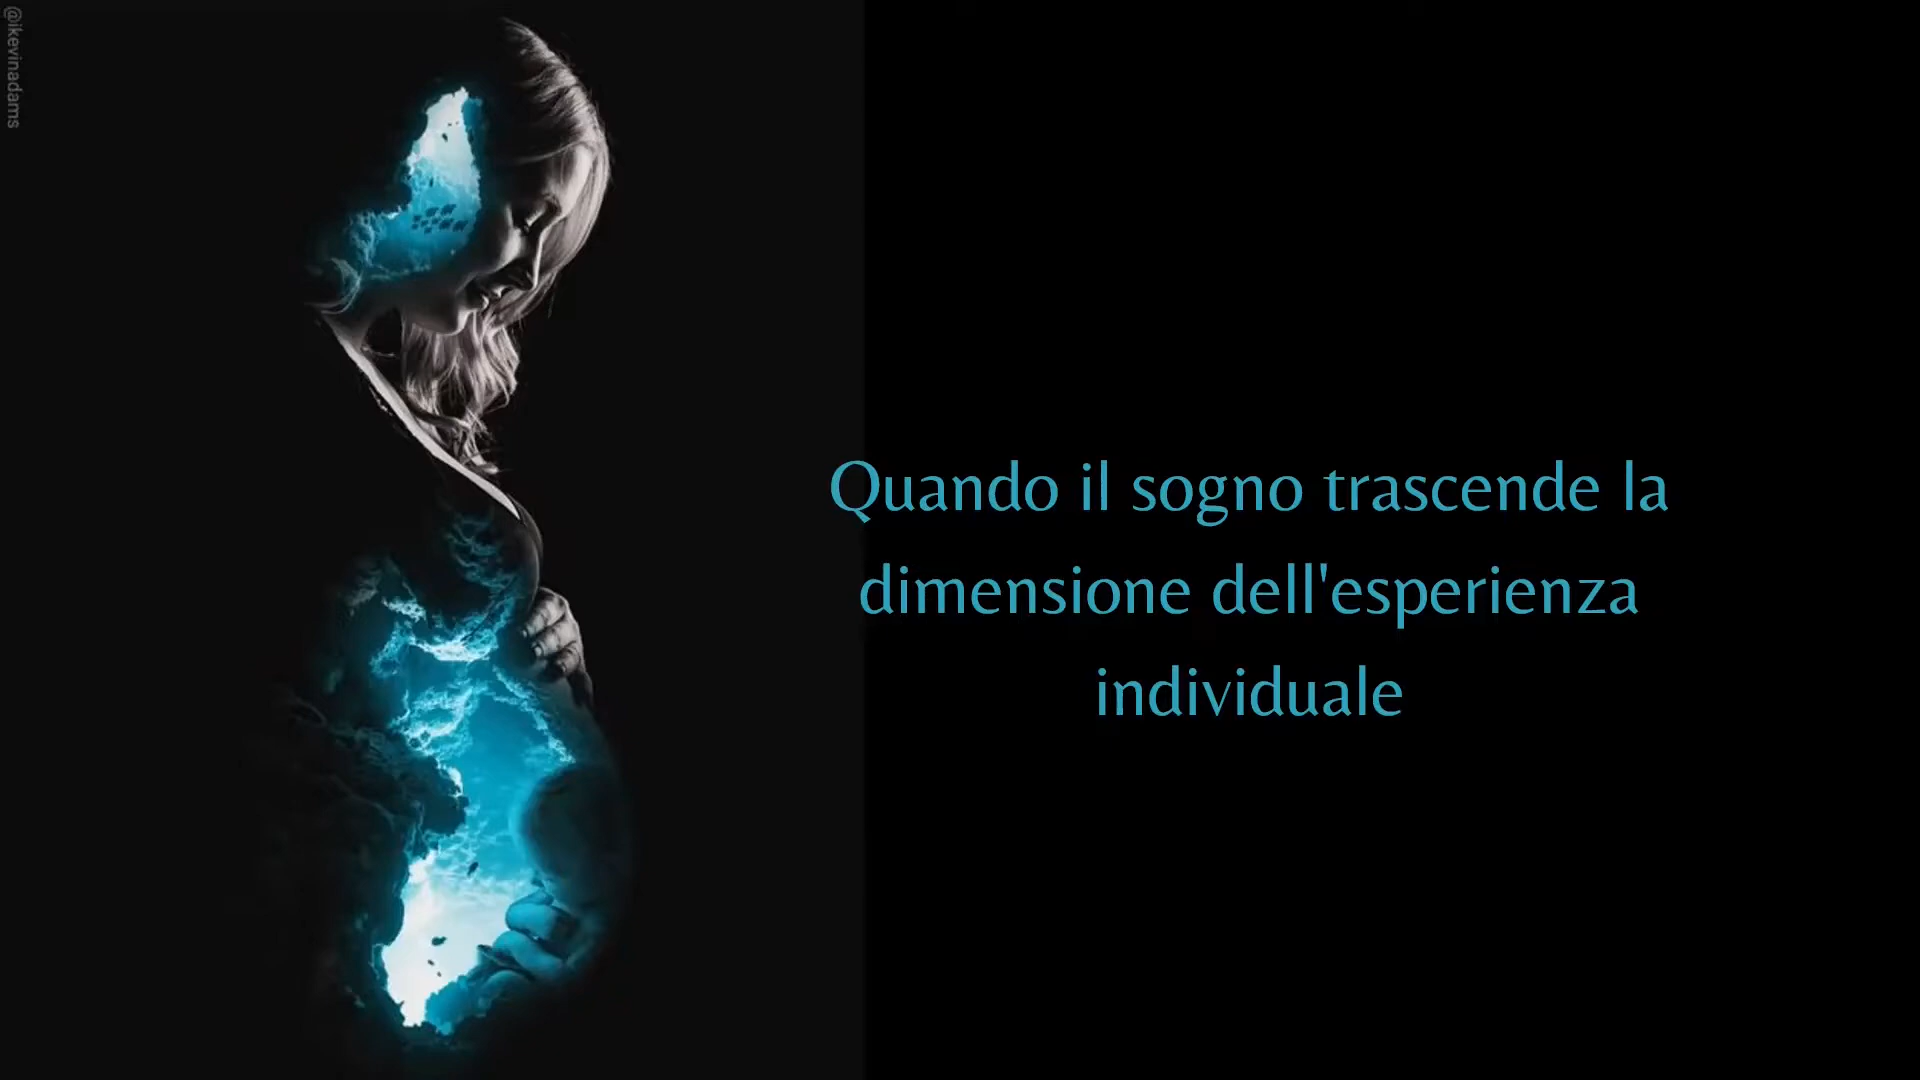 @ikevinadams
Quando il sogno trascende la
dimensione dell'esperienza
individuale